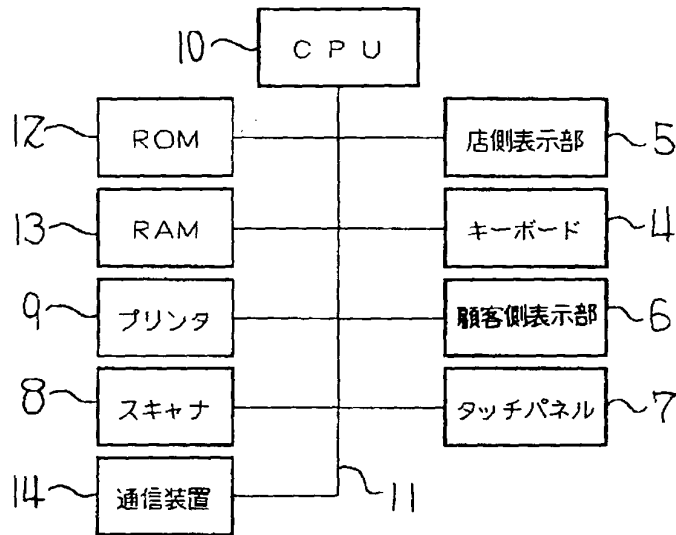 10 CPU
12 ROM 店側表示部 5
13 RAM キーボード 4
9 プリンタ 顧客側表示部 6
8 スキャナ タッチパネル 7
14 通信装置 11